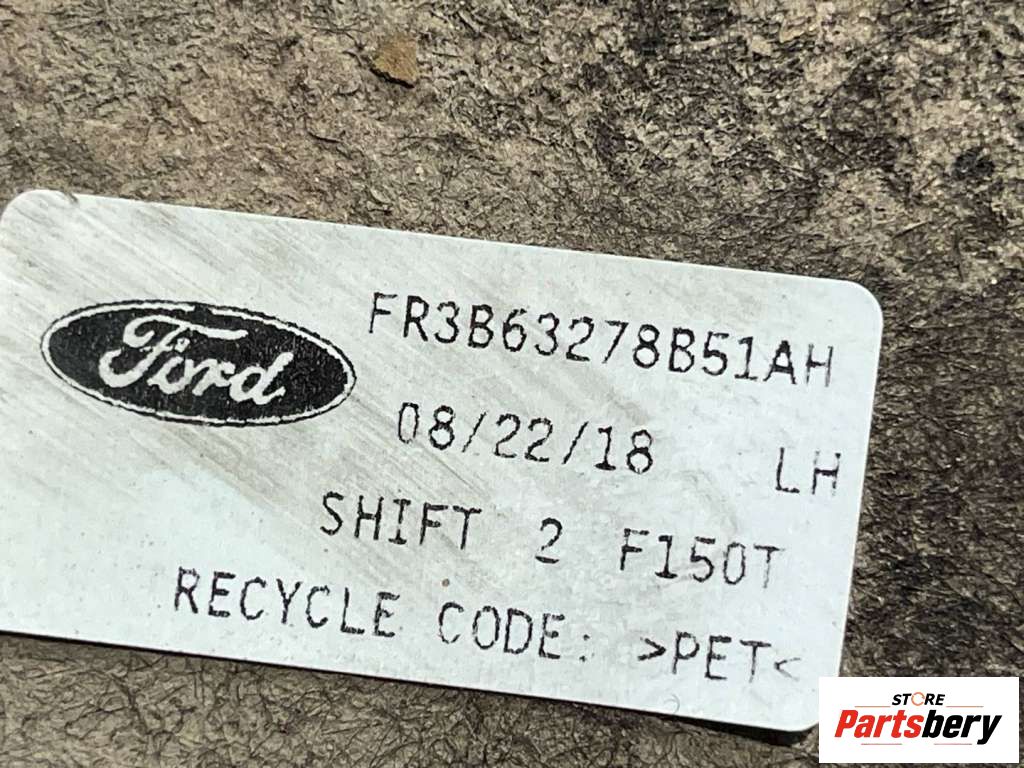 Ford
FR3B63278B51AH
08/22/18 LH
SHIFT 2 F150T
RECYCLE CODE: >PET<
STORE
Partsbery